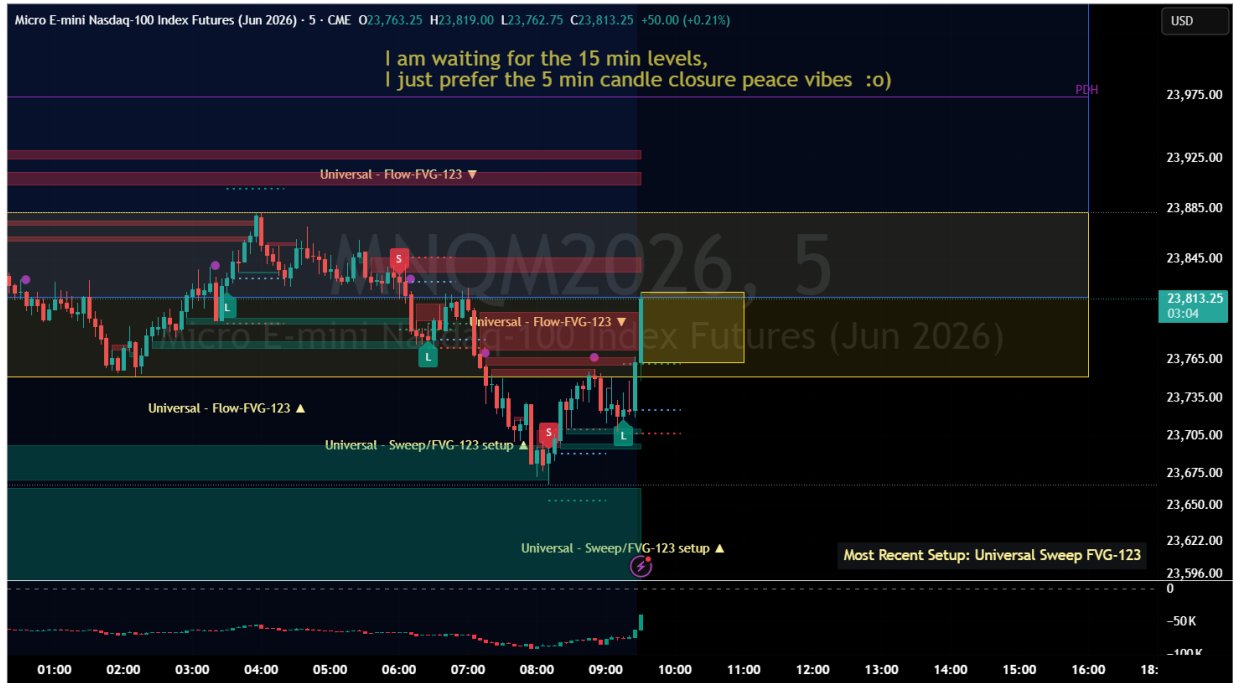 Micro E-mini Nasdaq-100 Index Futures (Jun 2026) · 5 · CME O23,763.25 H23,819.00 L23,762.75 C23,813.25 +50.00 (+0.21%)
USD
I am waiting for the 15 min levels,
I just prefer the 5 min candle closure peace vibes :o)
PDH
23,975.00
23,925.00
Universal - Flow-FVG-123 ▼
23,885.00
MNQM2026, 5
S
23,845.00
L
23,813.25
03:04
Universal - Flow-FVG-123 ▼
Micro E-mini Nasdaq-100 Index Futures (Jun 2026)
L
23,765.00
23,735.00
Universal - Flow-FVG-123 ▲
S
L
23,705.00
Universal - Sweep/FVG-123 setup ▲
23,675.00
23,650.00
Universal - Sweep/FVG-123 setup ▲
23,622.00
Most Recent Setup: Universal Sweep FVG-123
23,596.00
0
−50K
−100K
01:00 02:00 03:00 04:00 05:00 06:00 07:00 08:00 09:00 10:00 11:00 12:00 13:00 14:00 15:00 16:00 18: